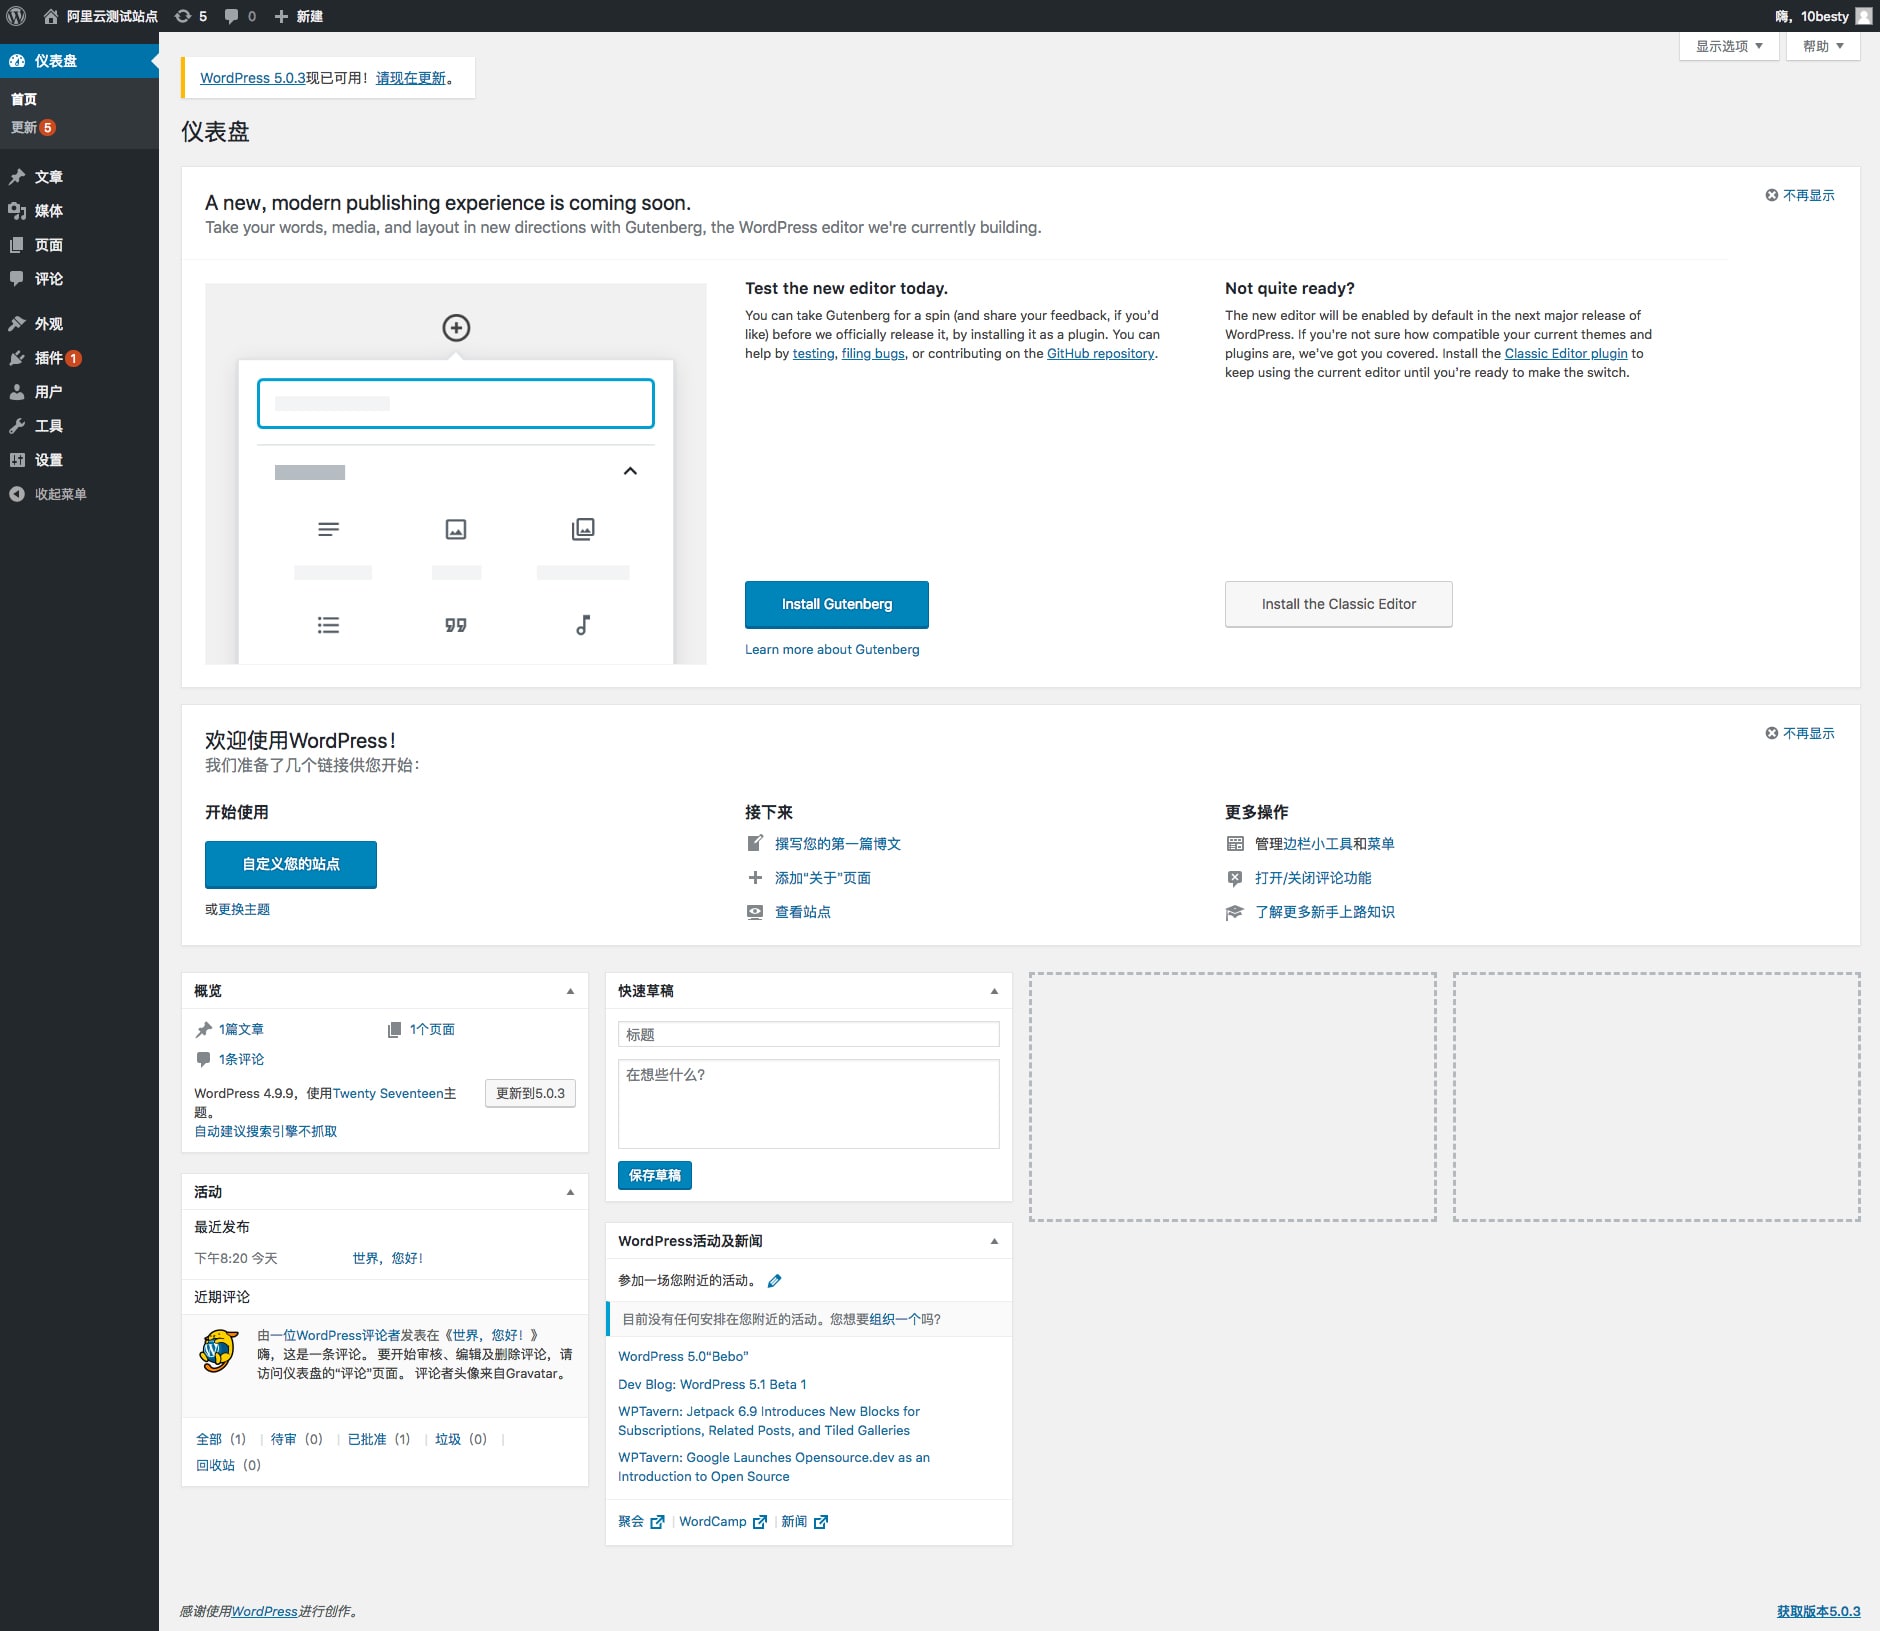 阿里云测试站点 5 0 新建
嗨，10besty
仪表盘
首页
更新 5
文章
媒体
页面
评论
外观
插件 1
用户
工具
设置
收起菜单
显示选项
帮助
WordPress 5.0.3现已可用！请现在更新。
仪表盘
A new, modern publishing experience is coming soon.
不再显示
Take your words, media, and layout in new directions with Gutenberg, the WordPress editor we're currently building.
Test the new editor today.
You can take Gutenberg for a spin (and share your feedback, if you'd
like) before we officially release it, by installing it as a plugin. You can
help by testing, filing bugs, or contributing on the GitHub repository.
Install Gutenberg
Learn more about Gutenberg
Not quite ready?
The new editor will be enabled by default in the next major release of
WordPress. If you're not sure how compatible your current themes and
plugins are, we've got you covered. Install the Classic Editor plugin to
keep using the current editor until you're ready to make the switch.
Install the Classic Editor
欢迎使用WordPress！
不再显示
我们准备了几个链接供您开始：
开始使用
自定义您的站点
或更换主题
接下来
撰写您的第一篇博文
添加“关于”页面
查看站点
更多操作
管理边栏小工具和菜单
打开/关闭评论功能
了解更多新手上路知识
概览
1篇文章
1个页面
1条评论
WordPress 4.9.9，使用Twenty Seventeen主
题。
更新到5.0.3
自动建议搜索引擎不抓取
活动
最近发布
下午8:20 今天 世界，您好！
近期评论
由一位WordPress评论者发表在《世界，您好！》
嗨，这是一条评论。 要开始审核、编辑及删除评论，请
访问仪表盘的“评论”页面。 评论者头像来自Gravatar。
全部（1） | 待审（0） | 已批准（1） | 垃圾（0） |
回收站（0）
快速草稿
标题
在想些什么？
保存草稿
WordPress活动及新闻
参加一场您附近的活动。
目前没有任何安排在您附近的活动。您想要组织一个吗？
WordPress 5.0“Bebo”
Dev Blog: WordPress 5.1 Beta 1
WPTavern: Jetpack 6.9 Introduces New Blocks for
Subscriptions, Related Posts, and Tiled Galleries
WPTavern: Google Launches Opensource.dev as an
Introduction to Open Source
聚会 | WordCamp | 新闻
感谢使用WordPress进行创作。
获取版本5.0.3